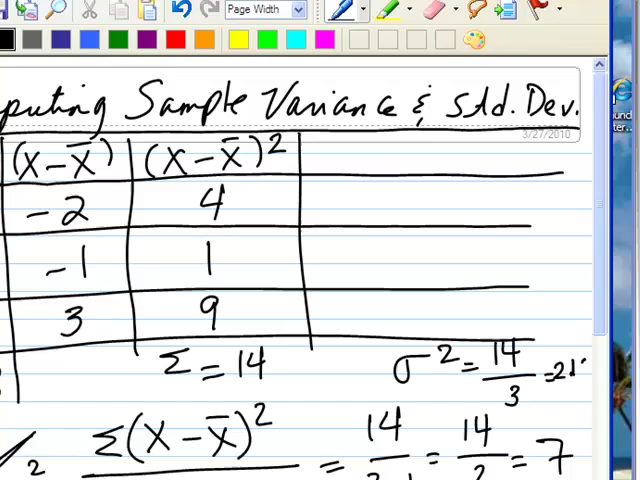 Page Width
puting Sample Variance & Std. Dev.
3/27/2010
(X-X̄) (X-X̄)²
-2 4
-1 1
3 9
Σ = 14 σ² = 14/3 =
Σ(X-X̄)² = 14 = 14 = 7
2